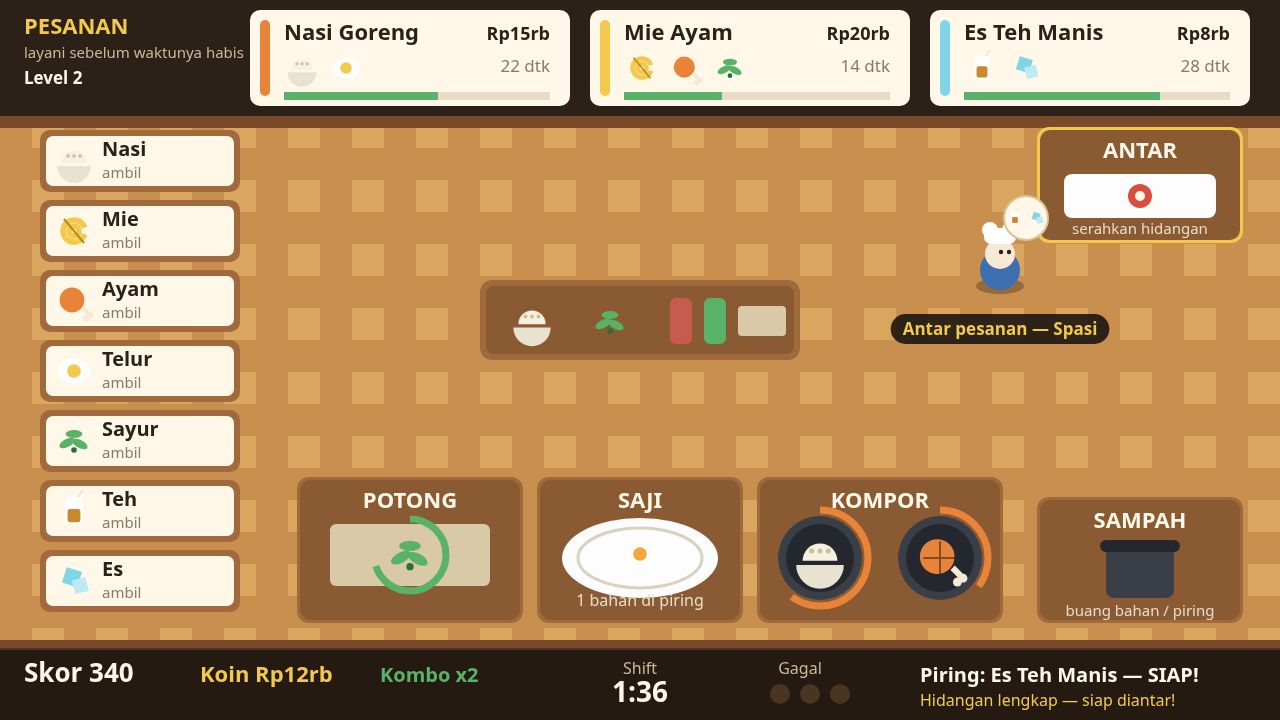 PESANAN
layani sebelum waktunya habis
Level 2
Nasi Goreng Rp15rb
22 dtk
Mie Ayam Rp20rb
14 dtk
Es Teh Manis Rp8rb
28 dtk
Nasi
ambil
Mie
ambil
Ayam
ambil
Telur
ambil
Sayur
ambil
Teh
ambil
Es
ambil
ANTAR
serahkan hidangan
Antar pesanan — Spasi
POTONG
SAJI
1 bahan di piring
KOMPOR
SAMPAH
buang bahan / piring
Skor 340
Koin Rp12rb
Kombo x2
Shift
1:36
Gagal
Piring: Es Teh Manis — SIAP!
Hidangan lengkap — siap diantar!